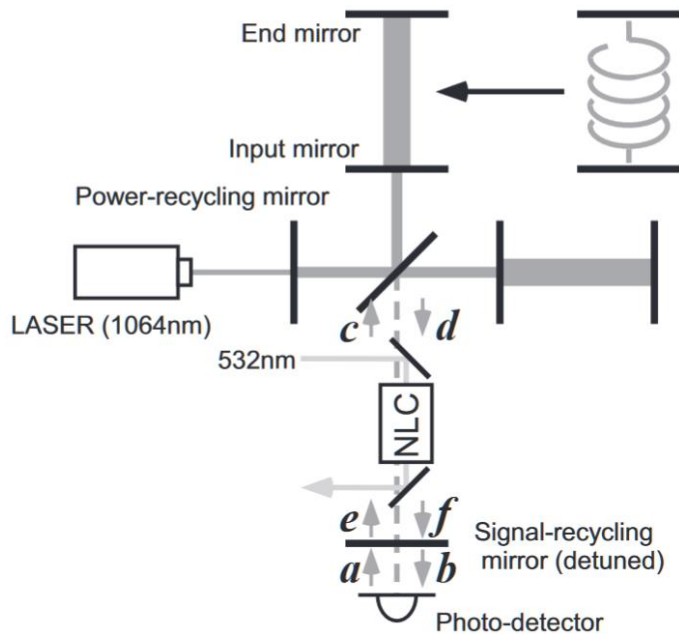 End mirror
Input mirror
Power-recycling mirror
LASER (1064nm)
c
d
532nm
NLC
e
f
Signal-recycling
mirror (detuned)
a
b
Photo-detector